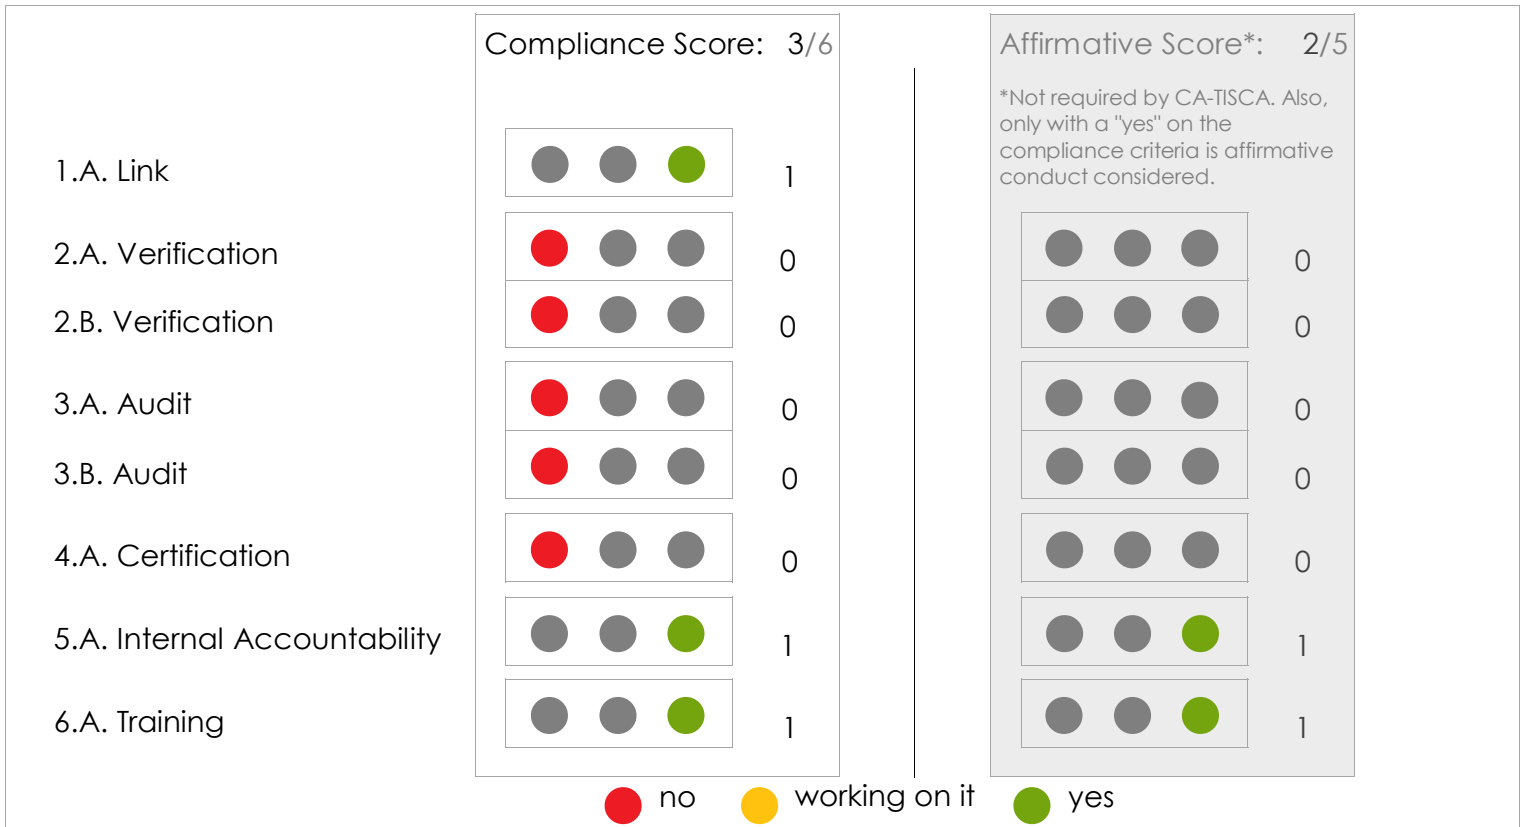 Compliance Score: 3/6
Affirmative Score*: 2/5
*Not required by CA-TISCA. Also,
only with a "yes" on the
compliance criteria is affirmative
conduct considered.
1.A. Link 1
2.A. Verification 0 0
2.B. Verification 0 0
3.A. Audit 0 0
3.B. Audit 0 0
4.A. Certification 0 0
5.A. Internal Accountability 1 1
6.A. Training 1 1
no working on it yes